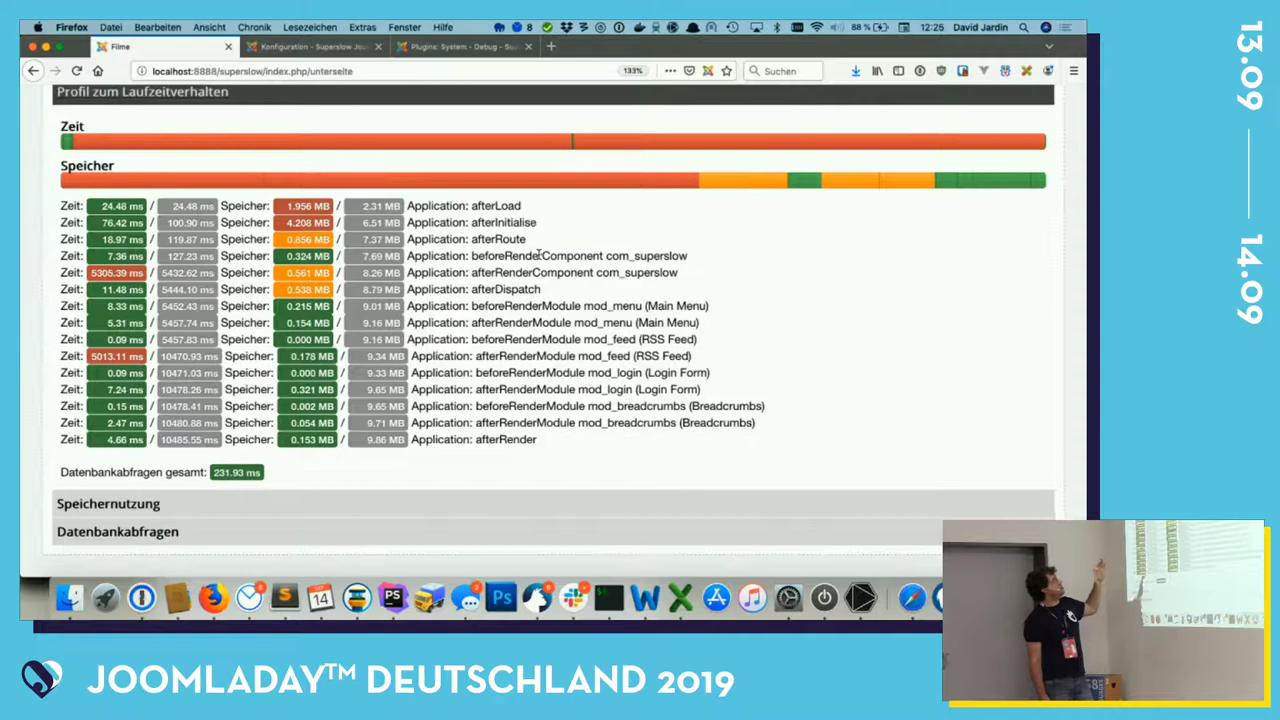 Firefox Datei Bearbeiten Ansicht Chronik Lesezeichen Extras Fenster Hilfe 8 88 % 12:25 David Jardin
Filme Konfiguration - Superslow Jou Plugins: System - Debug - Su
localhost:8888/superslow/index.php/unterseite 133% Suchen
Profil zum Laufzeitverhalten
Zeit
Speicher
Zeit: 24.48 ms / 24.48 ms Speicher: 1.956 MB / 2.31 MB Application: afterLoad
Zeit: 76.42 ms / 100.90 ms Speicher: 4.208 MB / 6.51 MB Application: afterInitialise
Zeit: 18.97 ms / 119.87 ms Speicher: 0.856 MB / 7.37 MB Application: afterRoute
Zeit: 7.36 ms / 127.23 ms Speicher: 0.324 MB / 7.69 MB Application: beforeRenderComponent com_superslow
Zeit: 5305.39 ms / 5432.62 ms Speicher: 0.561 MB / 8.26 MB Application: afterRenderComponent com_superslow
Zeit: 11.48 ms / 5444.10 ms Speicher: 0.538 MB / 8.79 MB Application: afterDispatch
Zeit: 8.33 ms / 5452.43 ms Speicher: 0.215 MB / 9.01 MB Application: beforeRenderModule mod_menu (Main Menu)
Zeit: 5.31 ms / 5457.74 ms Speicher: 0.154 MB / 9.16 MB Application: afterRenderModule mod_menu (Main Menu)
Zeit: 0.09 ms / 5457.83 ms Speicher: 0.000 MB / 9.16 MB Application: beforeRenderModule mod_feed (RSS Feed)
Zeit: 5013.11 ms / 10470.93 ms Speicher: 0.178 MB / 9.34 MB Application: afterRenderModule mod_feed (RSS Feed)
Zeit: 0.09 ms / 10471.03 ms Speicher: 0.000 MB / 9.33 MB Application: beforeRenderModule mod_login (Login Form)
Zeit: 7.24 ms / 10478.26 ms Speicher: 0.321 MB / 9.65 MB Application: afterRenderModule mod_login (Login Form)
Zeit: 0.15 ms / 10478.41 ms Speicher: 0.002 MB / 9.65 MB Application: beforeRenderModule mod_breadcrumbs (Breadcrumbs)
Zeit: 2.47 ms / 10480.88 ms Speicher: 0.054 MB / 9.71 MB Application: afterRenderModule mod_breadcrumbs (Breadcrumbs)
Zeit: 4.66 ms / 10485.55 ms Speicher: 0.153 MB / 9.86 MB Application: afterRender
Datenbankabfragen gesamt: 231.93 ms
Speichernutzung
Datenbankabfragen
14 PS Ps
JOOMLADAY™ DEUTSCHLAND 2019
13.09
14.09